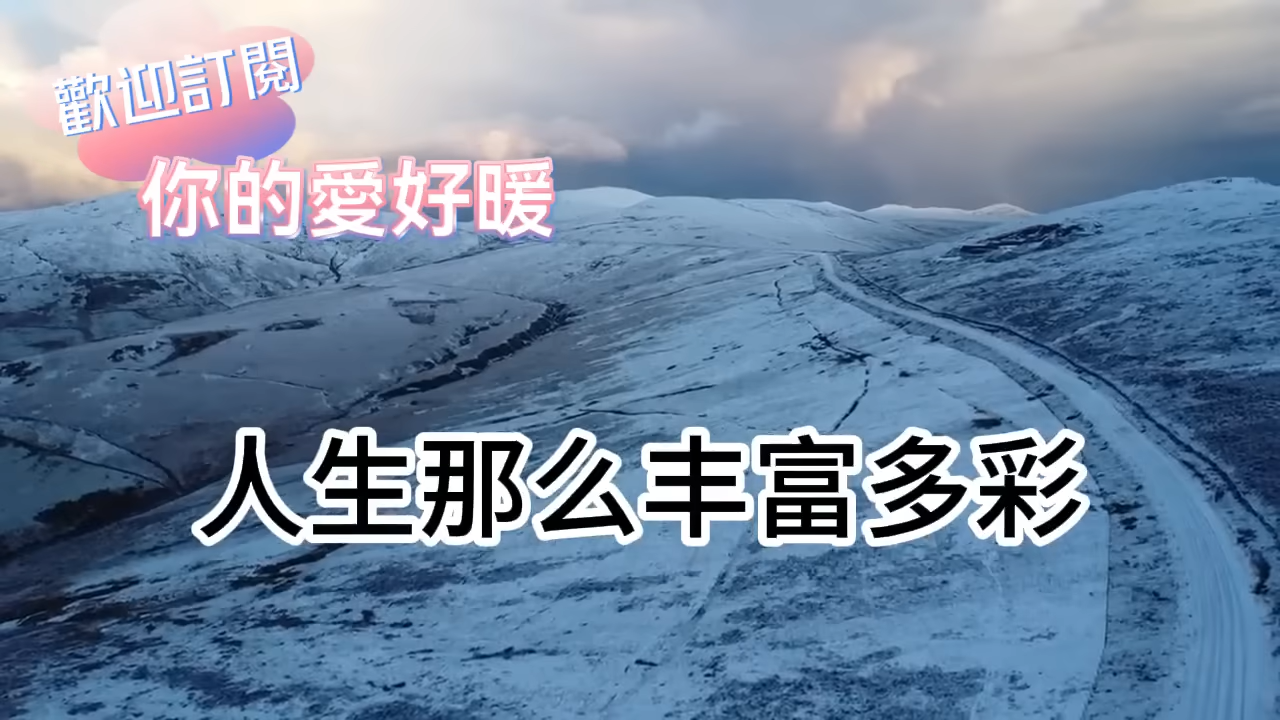 歡迎訂閱
你的愛好暖
人生那么丰富多彩